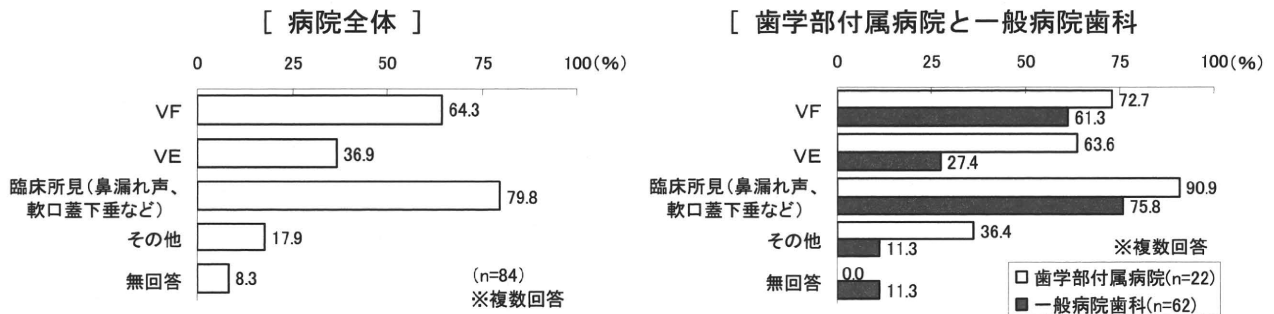 [ 病院全体 ]
0 25 50 75 100(%)
VF 64.3
VE 36.9
臨床所見(鼻漏れ声、
軟口蓋下垂など) 79.8
その他 17.9
無回答 8.3
(n=84)
※複数回答
[ 歯学部付属病院と一般病院歯科
0 25 50 75 100(%)
VF 72.7
61.3
VE 63.6
27.4
臨床所見(鼻漏れ声、 90.9
軟口蓋下垂など) 75.8
その他 36.4
11.3
※複数回答
無回答 0.0
11.3
歯学部付属病院(n=22)
一般病院歯科(n=62)